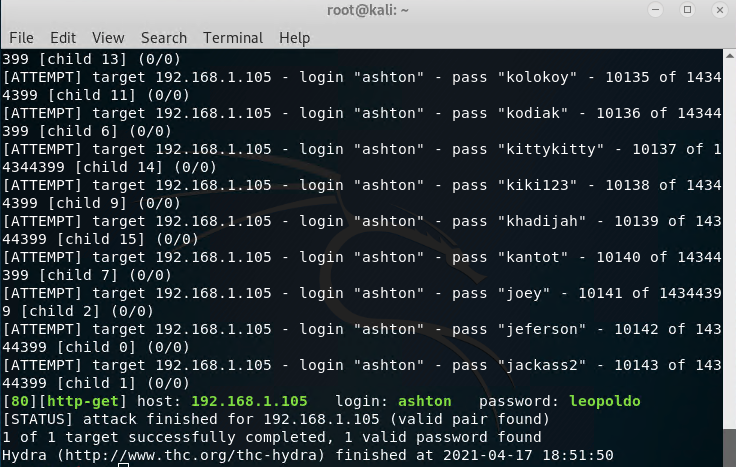 root@kali: ~
File Edit View Search Terminal Help
399 [child 13] (0/0)
[ATTEMPT] target 192.168.1.105 - login "ashton" - pass "kolokoy" - 10135 of 1434
4399 [child 11] (0/0)
[ATTEMPT] target 192.168.1.105 - login "ashton" - pass "kodiak" - 10136 of 14344
399 [child 6] (0/0)
[ATTEMPT] target 192.168.1.105 - login "ashton" - pass "kittykitty" - 10137 of 1
4344399 [child 14] (0/0)
[ATTEMPT] target 192.168.1.105 - login "ashton" - pass "kiki123" - 10138 of 1434
4399 [child 9] (0/0)
[ATTEMPT] target 192.168.1.105 - login "ashton" - pass "khadijah" - 10139 of 143
44399 [child 15] (0/0)
[ATTEMPT] target 192.168.1.105 - login "ashton" - pass "kantot" - 10140 of 14344
399 [child 7] (0/0)
[ATTEMPT] target 192.168.1.105 - login "ashton" - pass "joey" - 10141 of 1434439
9 [child 2] (0/0)
[ATTEMPT] target 192.168.1.105 - login "ashton" - pass "jeferson" - 10142 of 143
44399 [child 0] (0/0)
[ATTEMPT] target 192.168.1.105 - login "ashton" - pass "jackass2" - 10143 of 143
44399 [child 1] (0/0)
[80][http-get] host: 192.168.1.105 login: ashton password: leopoldo
[STATUS] attack finished for 192.168.1.105 (valid pair found)
1 of 1 target successfully completed, 1 valid password found
Hydra (http://www.thc.org/thc-hydra) finished at 2021-04-17 18:51:50